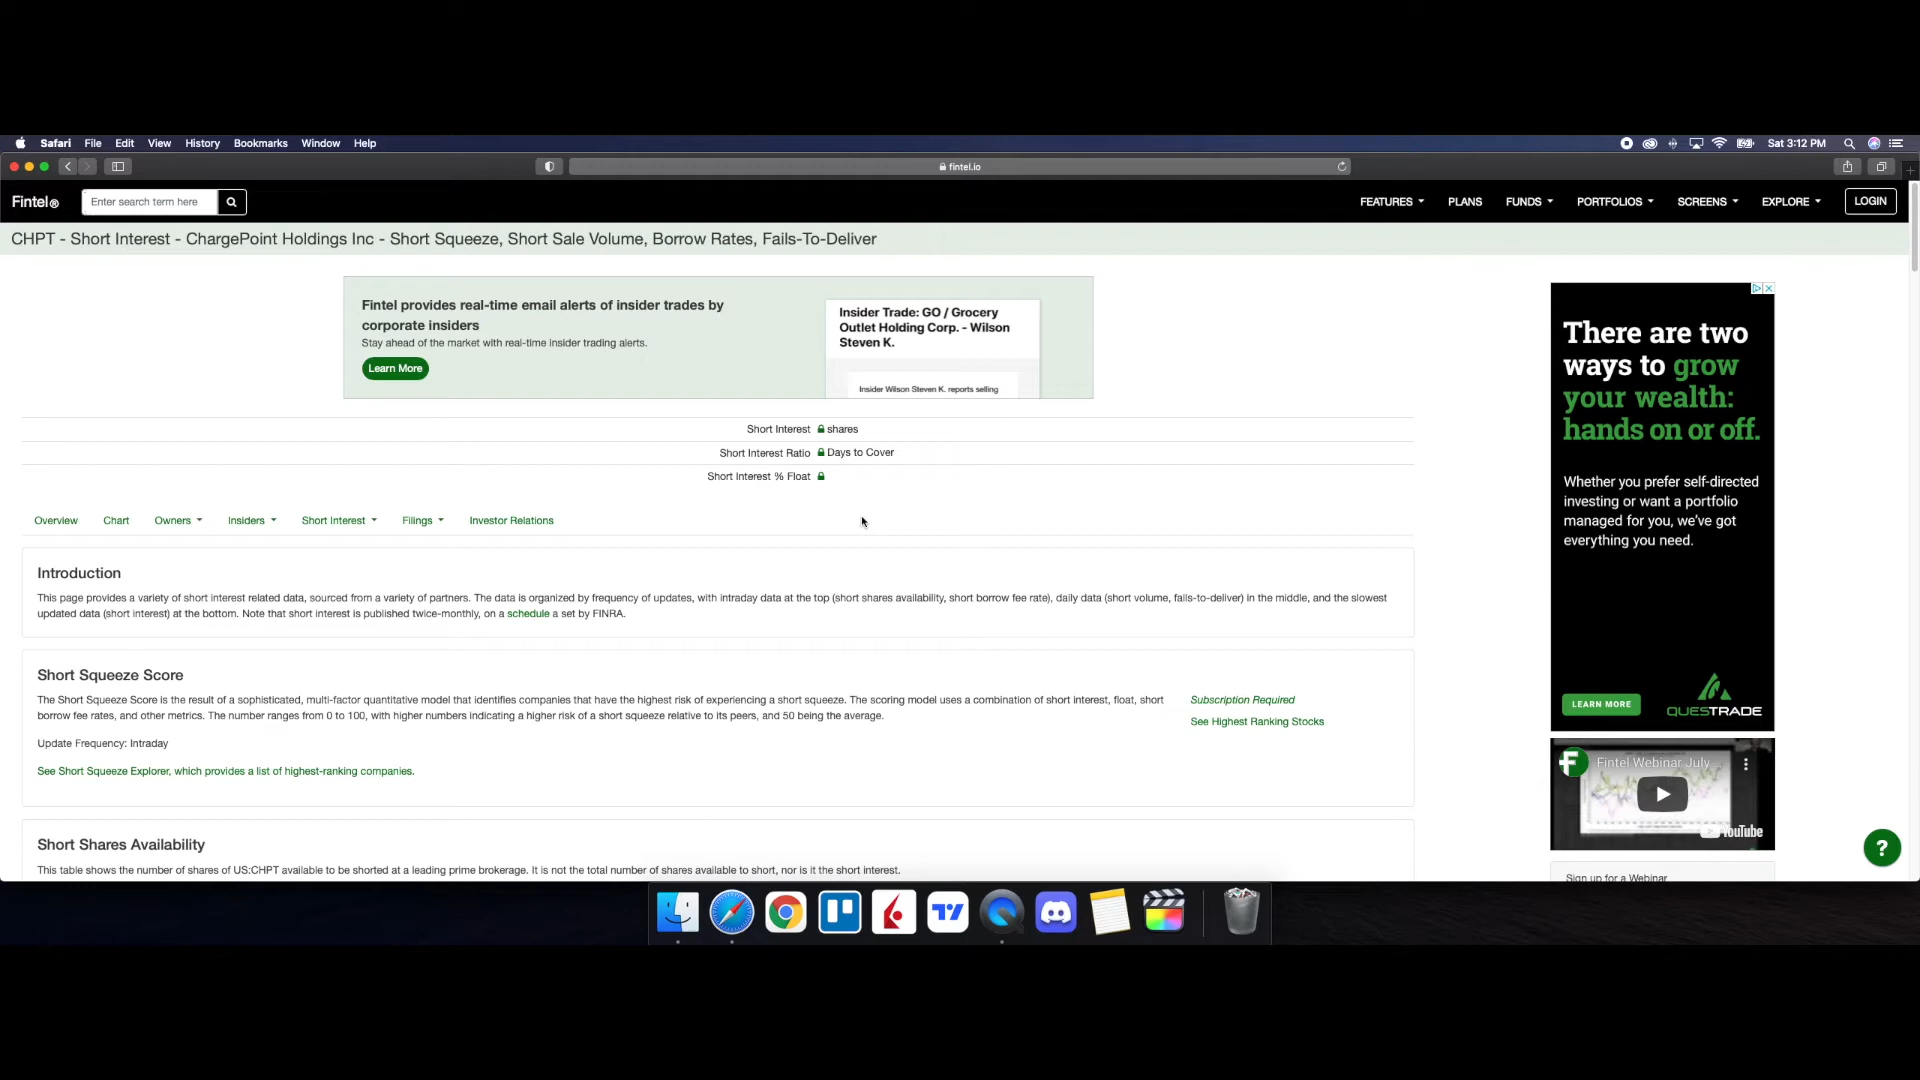 Safari File Edit View History Bookmarks Window Help Sat 3:12 PM
fintel.io
Fintel® Enter search term here FEATURES PLANS FUNDS PORTFOLIOS SCREENS EXPLORE LOGIN
CHPT - Short Interest - ChargePoint Holdings Inc - Short Squeeze, Short Sale Volume, Borrow Rates, Fails-To-Deliver
Fintel provides real-time email alerts of insider trades by
corporate insiders
Stay ahead of the market with real-time insider trading alerts.
Learn More
Insider Trade: GO / Grocery
Outlet Holding Corp. - Wilson
Steven K.
Insider Wilson Steven K. reports selling
Short Interest shares
Short Interest Ratio Days to Cover
Short Interest % Float
Overview Chart Owners Insiders Short Interest Filings Investor Relations
Introduction
This page provides a variety of short interest related data, sourced from a variety of partners. The data is organized by frequency of updates, with intraday data at the top (short shares availability, short borrow fee rate), daily data (short volume, fails-to-deliver) in the middle, and the slowest
updated data (short interest) at the bottom. Note that short interest is published twice-monthly, on a schedule a set by FINRA.
Short Squeeze Score
The Short Squeeze Score is the result of a sophisticated, multi-factor quantitative model that identifies companies that have the highest risk of experiencing a short squeeze. The scoring model uses a combination of short interest, float, short
borrow fee rates, and other metrics. The number ranges from 0 to 100, with higher numbers indicating a higher risk of a short squeeze relative to its peers, and 50 being the average.
Update Frequency: Intraday
See Short Squeeze Explorer, which provides a list of highest-ranking companies.
Subscription Required
See Highest Ranking Stocks
Short Shares Availability
This table shows the number of shares of US:CHPT available to be shorted at a leading prime brokerage. It is not the total number of shares available to short, nor is it the short interest.
There are two
ways to grow
your wealth:
hands on or off.
Whether you prefer self-directed
investing or want a portfolio
managed for you, we've got
everything you need.
LEARN MORE
QUESTRADE
Fintel Webinar July ...
YouTube
Sign up for a Webinar
?